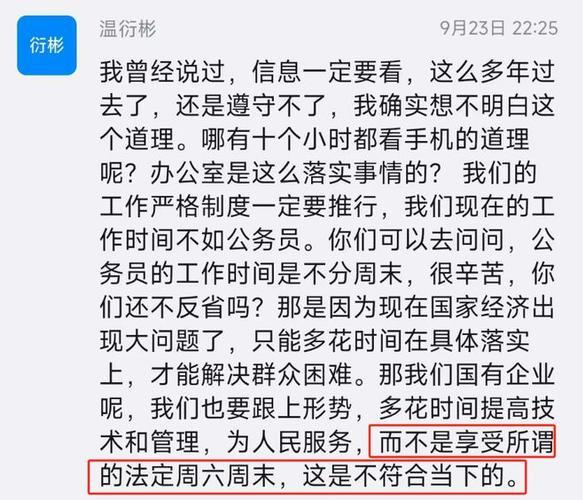 衍彬
温衍彬
9月23日 22:25
我曾经说过，信息一定要看，这么多年过
去了，还是遵守不了，我确实想不明白这
个道理。哪有十个小时都看手机的道理
呢？办公室是这么落实事情的？ 我们的
工作严格制度一定要推行，我们现在的工
作时间不如公务员。你们可以去问问，公
务员的工作时间是不分周末，很辛苦，你
们还不反省吗？那是因为现在国家经济出
现大问题了，只能多花时间在具体落实
上，才能解决群众困难。那我们国有企业
呢，我们也要跟上形势，多花时间提高技
术和管理，为人民服务，而不是享受所谓
的法定周六周末，这是不符合当下的。